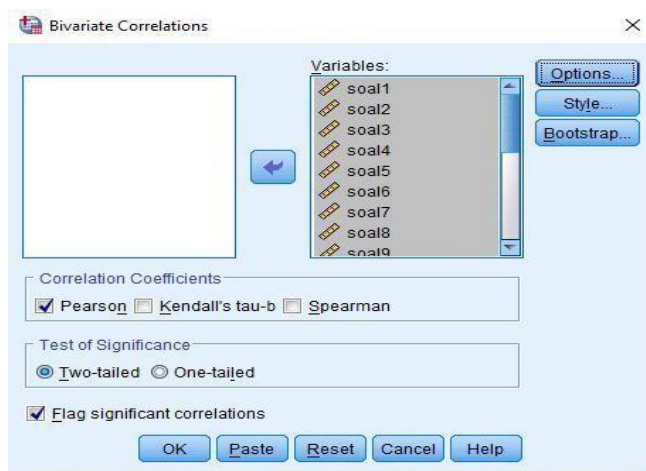 Bivariate Correlations
Variables:
soal1
soal2
soal3
soal4
soal5
soal6
soal7
soal8
soal9
Options...
Style...
Bootstrap...
Correlation Coefficients
Pearson Kendall's tau-b Spearman
Test of Significance
Two-tailed One-tailed
Flag significant correlations
OK Paste Reset Cancel Help